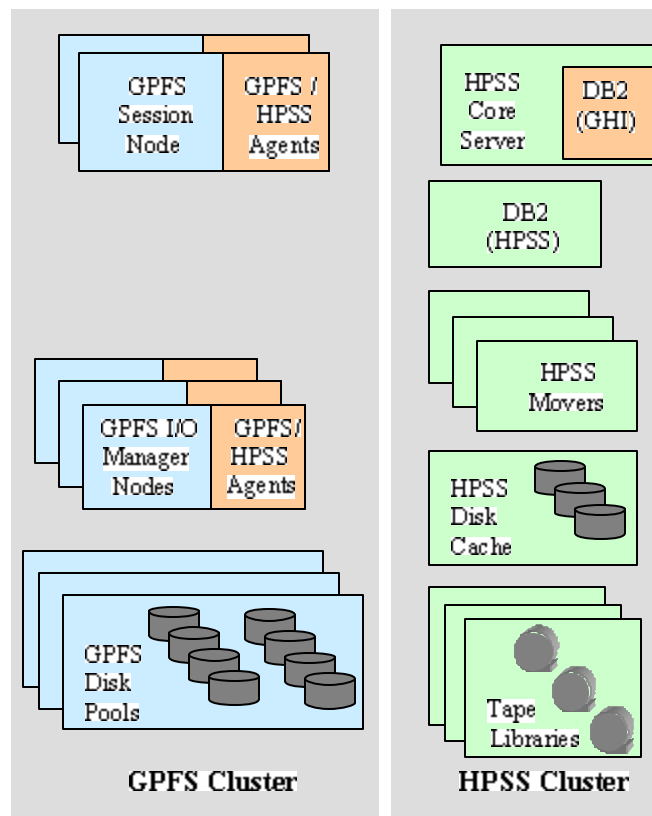 GPFS
Session
Node
GPFS /
HPSS
Agents
GPFS I/O
Manager
Nodes
GPFS/
HPSS
Agents
GPFS
Disk
Pools
GPFS Cluster
HPSS
Core
Server
DB2
(GHI)
DB2
(HPSS)
HPSS
Movers
HPSS
Disk
Cache
Tape
Libraries
HPSS Cluster